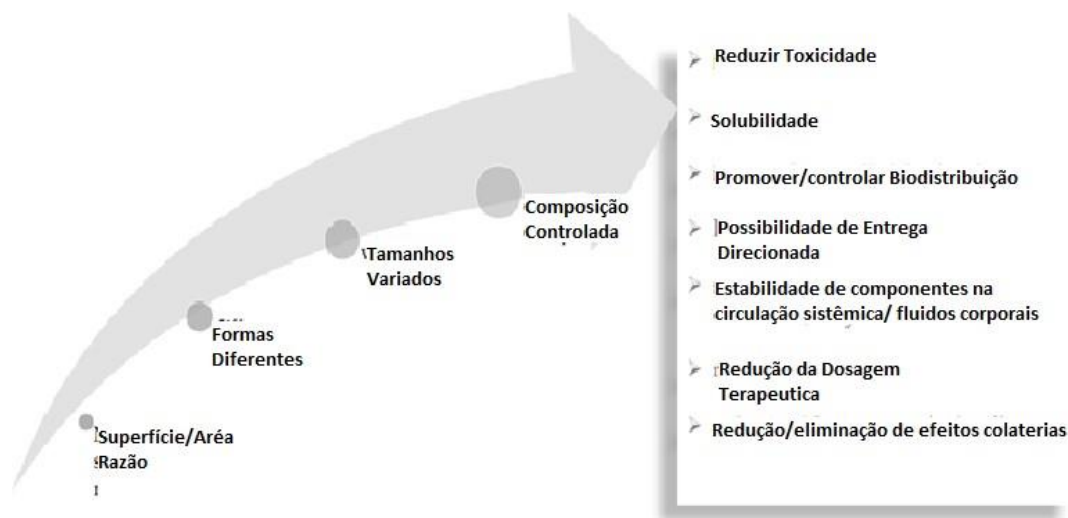 Superfície/Aréa
Razão
Formas
Diferentes
Tamanhos
Variados
Composição
Controlada
Reduzir Toxicidade
Solubilidade
Promover/controlar Biodistribuição
Possibilidade de Entrega
Direcionada
Estabilidade de componentes na
circulação sistêmica/ fluidos corporais
Redução da Dosagem
Terapeutica
Redução/eliminação de efeitos colaterias